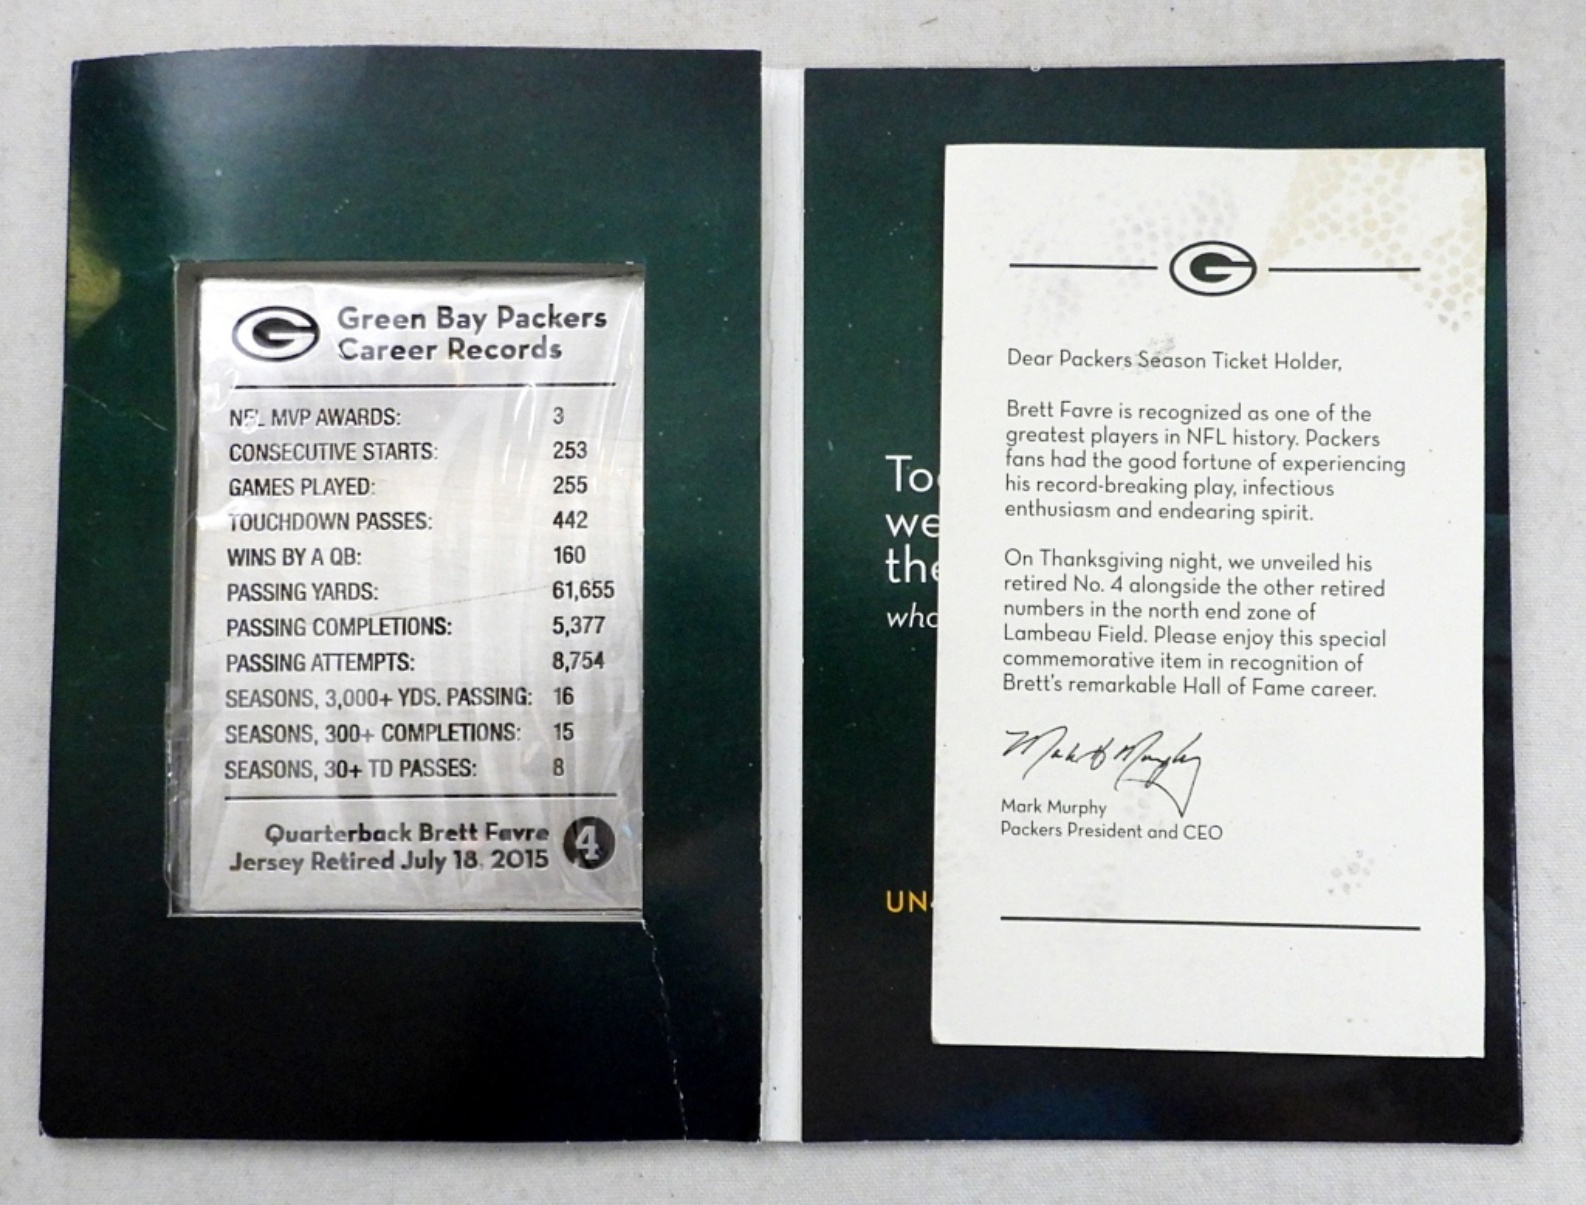 Green Bay Packers
Career Records
NFL MVP AWARDS: 3
CONSECUTIVE STARTS: 253
GAMES PLAYED: 255
TOUCHDOWN PASSES: 442
WINS BY A QB: 160
PASSING YARDS: 61,655
PASSING COMPLETIONS: 5,377
PASSING ATTEMPTS: 8,754
SEASONS, 3,000+ YDS. PASSING: 16
SEASONS, 300+ COMPLETIONS: 15
SEASONS, 30+ TD PASSES: 8
Quarterback Brett Favre
Jersey Retired July 18, 2015
4
we
the
UN
G
Dear Packers Season Ticket Holder,
Brett Favre is recognized as one of the
greatest players in NFL history. Packers
fans had the good fortune of experiencing
his record-breaking play, infectious
enthusiasm and endearing spirit.
On Thanksgiving night, we unveiled his
retired No. 4 alongside the other retired
numbers in the north end zone of
Lambeau Field. Please enjoy this special
commemorative item in recognition of
Brett's remarkable Hall of Fame career.
Mark H Murphy
Mark Murphy
Packers President and CEO